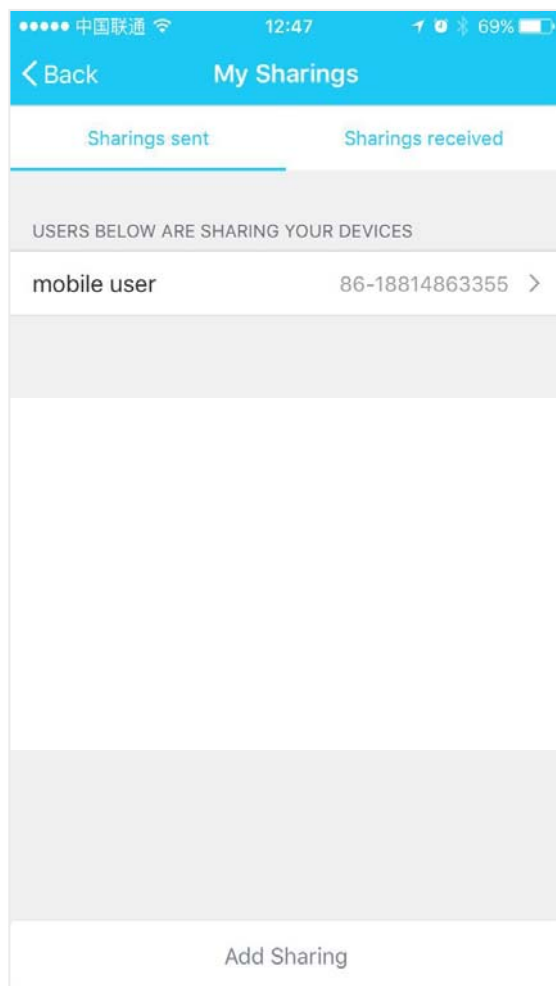 中国联通 12:47 69%
Back My Sharings
Sharings sent Sharings received
USERS BELOW ARE SHARING YOUR DEVICES
mobile user 86-18814863355
Add Sharing